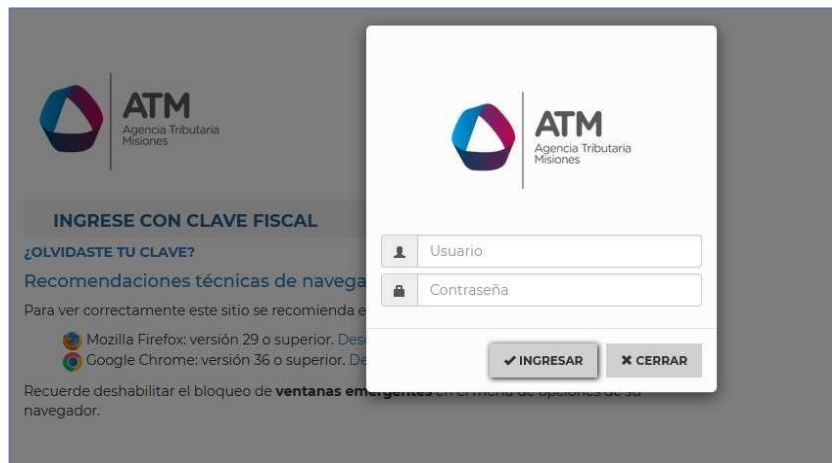 ATM
Agencia Tributaria
Misiones
INGRESE CON CLAVE FISCAL
¿OLVIDASTE TU CLAVE?
Recomendaciones técnicas de navega
Para ver correctamente este sitio se recomienda e
Mozilla Firefox: versión 29 o superior. Des
Google Chrome: versión 36 o superior. De
Recuerde deshabilitar el bloqueo de ventanas emergentes en el menú de opciones de su
navegador.
ATM
Agencia Tributaria
Misiones
Usuario
Contraseña
INGRESAR
CERRAR